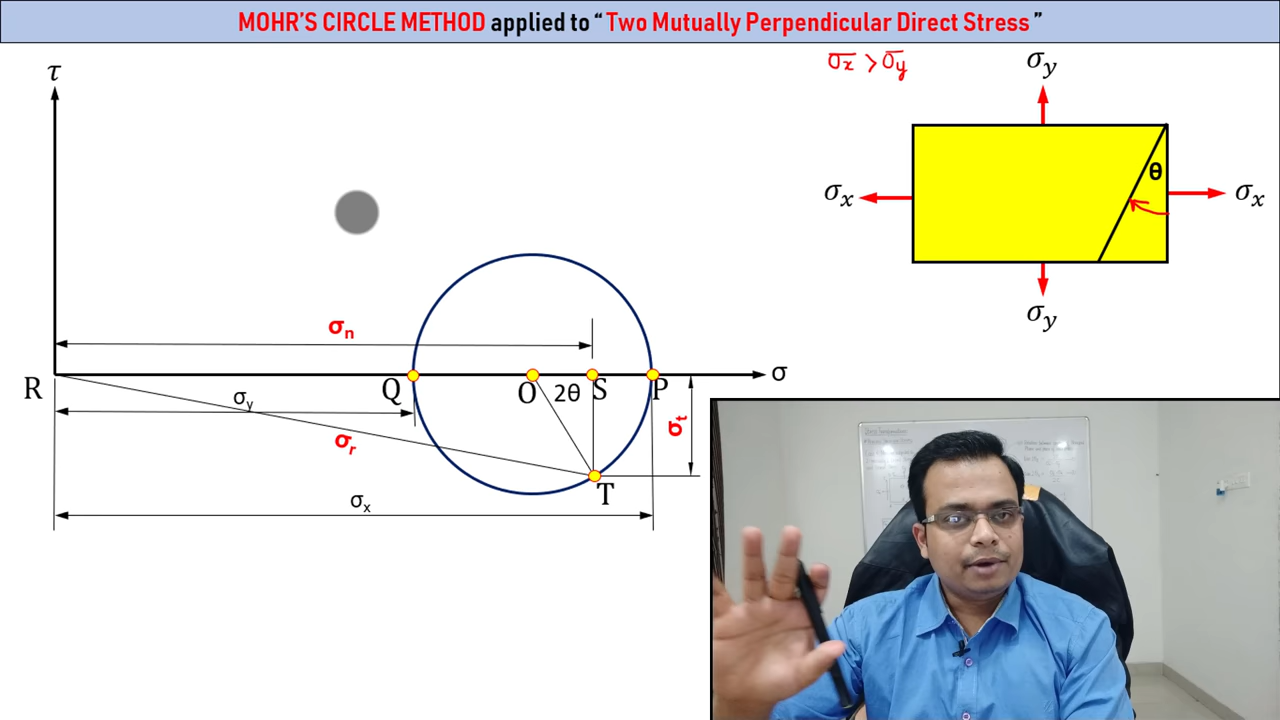 MOHR'S CIRCLE METHOD applied to “ Two Mutually Perpendicular Direct Stress ”
τ
σx > σy
σy
θ
σx
σx
σy
σn
R
Q
O
2θ
S
P
σ
σy
σr
σt
T
σx